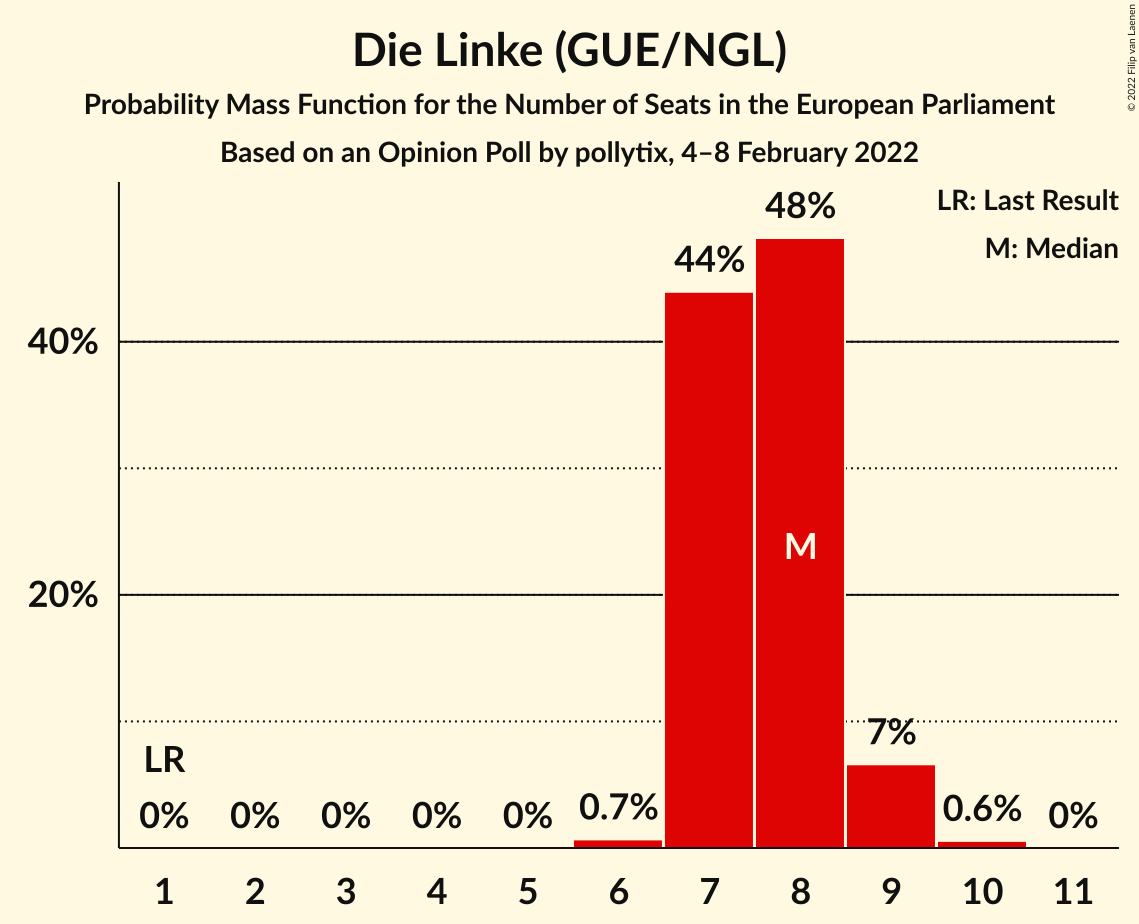 Die Linke (GUE/NGL)
Probability Mass Function for the Number of Seats in the European Parliament
Based on an Opinion Poll by pollytix, 4–8 February 2022
© 2022 Filip van Laenen
LR: Last Result
M: Median
48%
44%
40%
M
20%
7%
LR
0% 0% 0% 0% 0% 0.7% 0.6% 0%
1 2 3 4 5 6 7 8 9 10 11